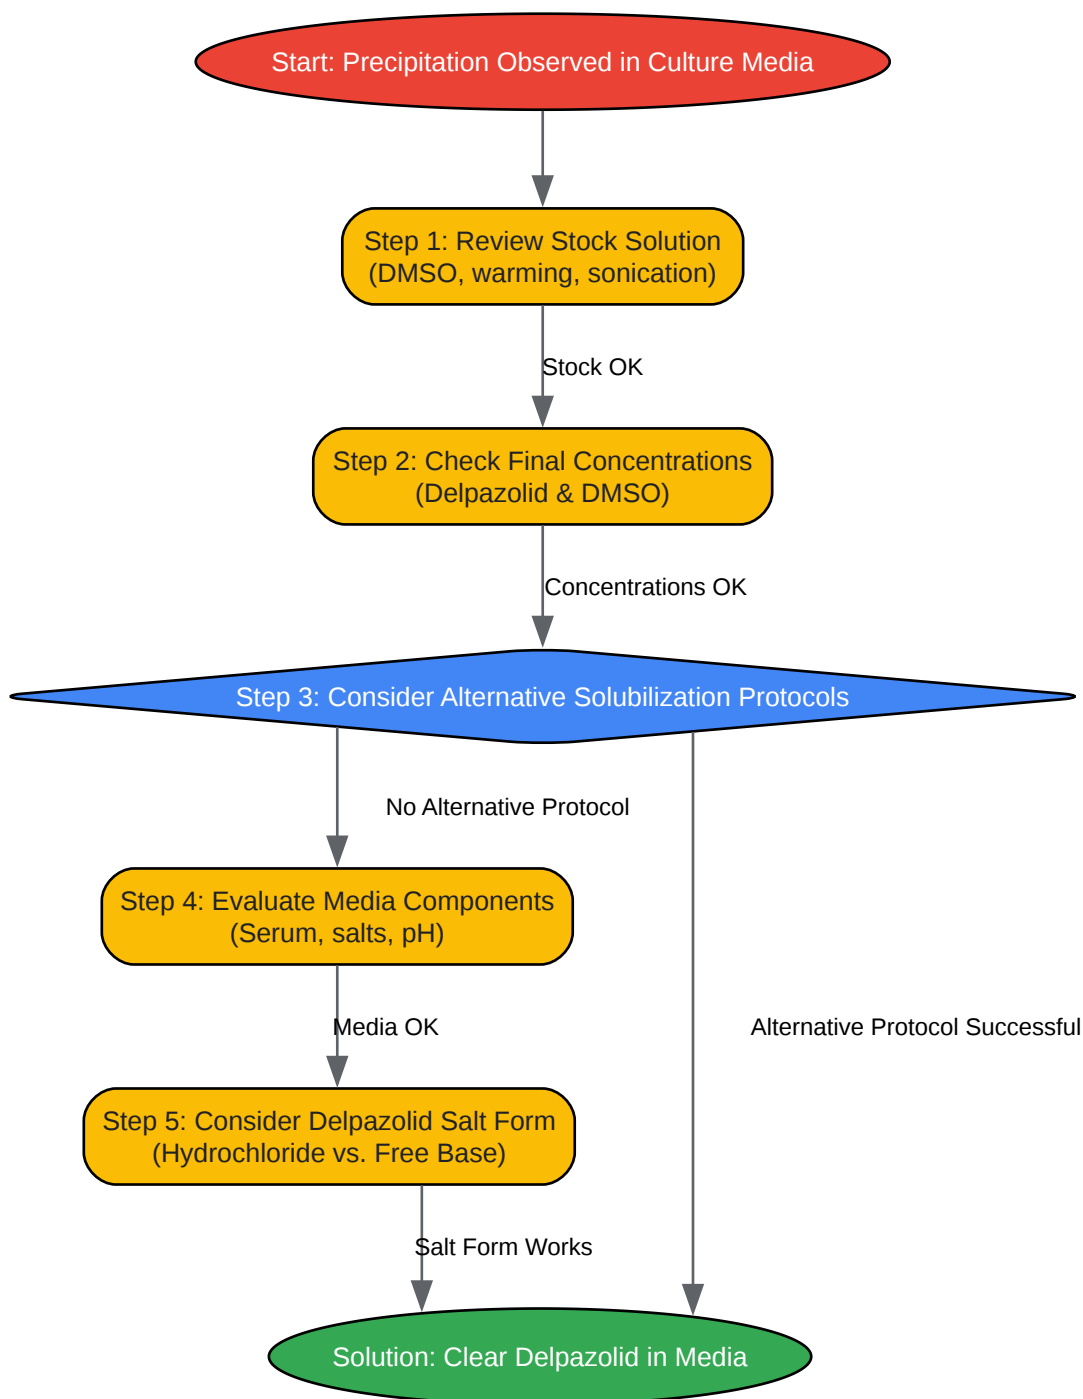 Start: Precipitation Observed in Culture Media
Step 1: Review Stock Solution
(DMSO, warming, sonication)
Stock OK
Step 2: Check Final Concentrations
(Delpazolid & DMSO)
Concentrations OK
Step 3: Consider Alternative Solubilization Protocols
No Alternative Protocol
Step 4: Evaluate Media Components
(Serum, salts, pH)
Media OK
Alternative Protocol Successful
Step 5: Consider Delpazolid Salt Form
(Hydrochloride vs. Free Base)
Salt Form Works
Solution: Clear Delpazolid in Media